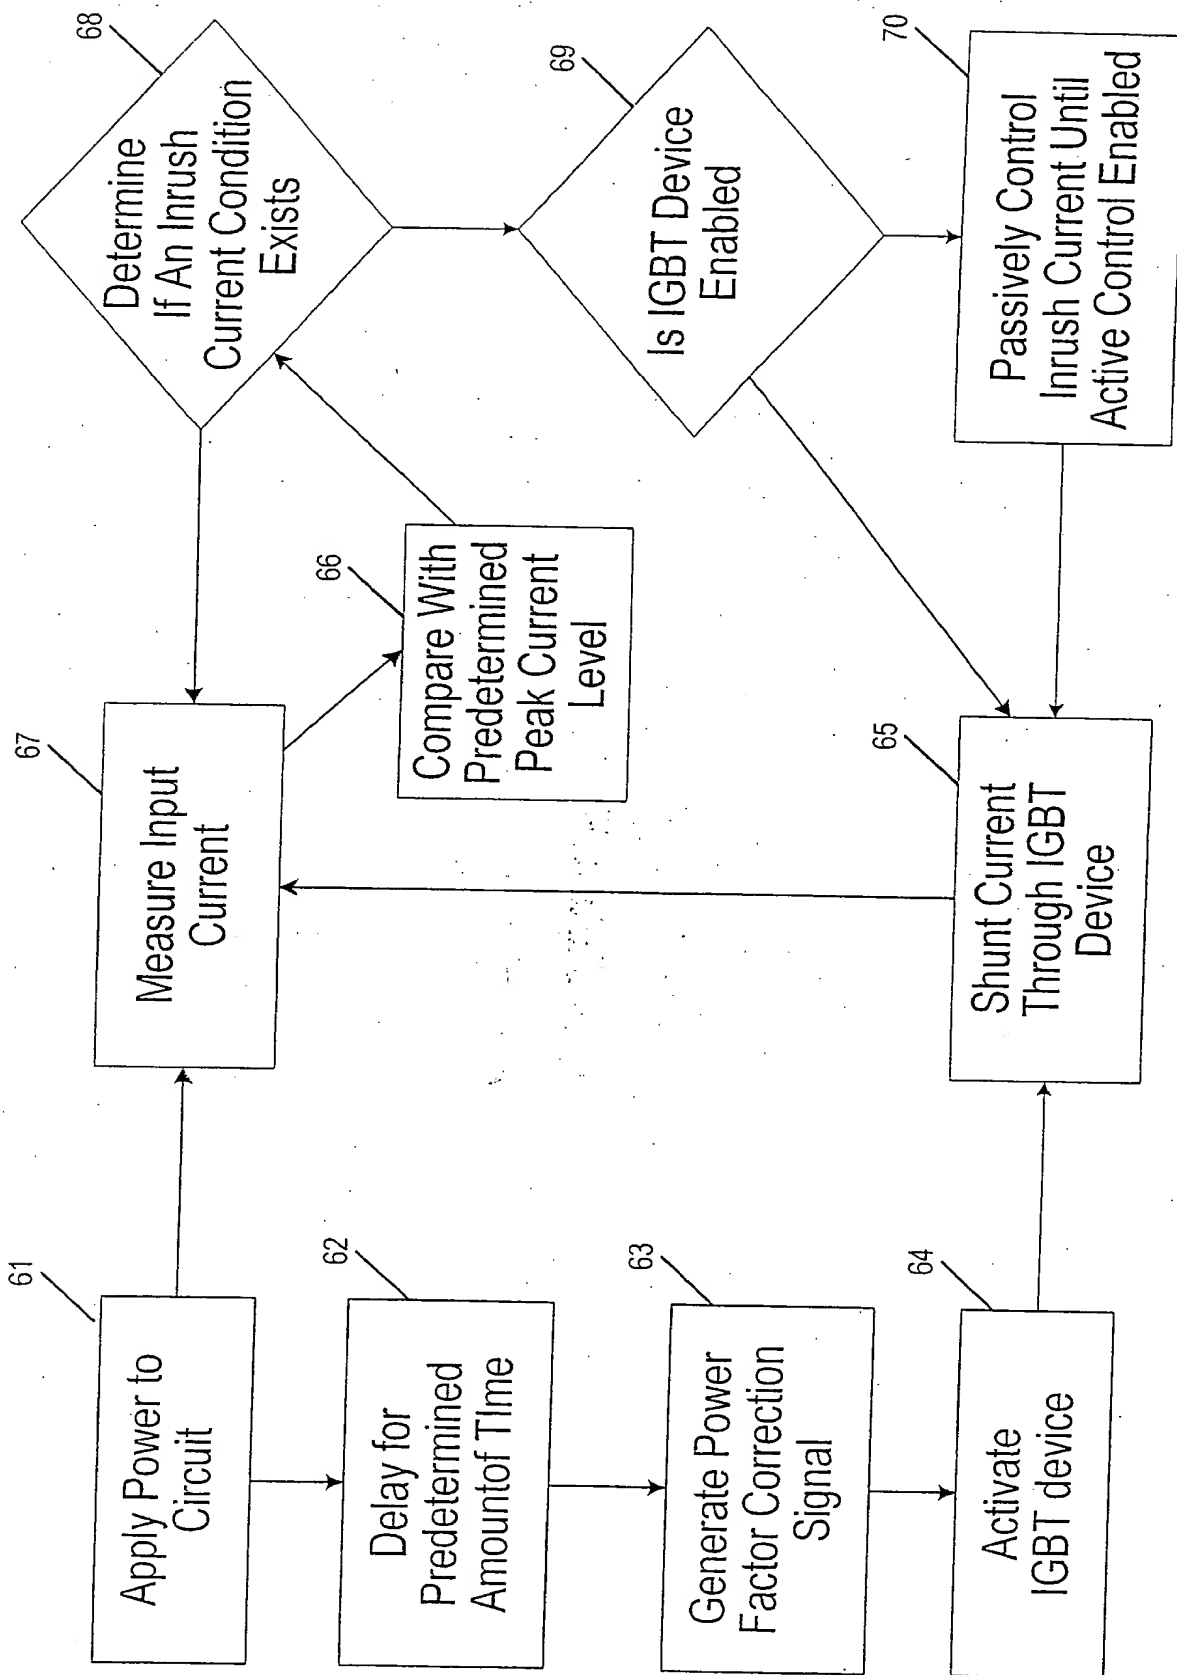 61
Apply Power to
Circuit
62
Delay for
Predetermined
Amountof TIme
63
Generate Power
Factor Correction
Signal
64
Activate
IGBT device
67
Measure Input
Current
66
Compare With
Predetermined
Peak Current
Level
65
Shunt Current
Through IGBT
Device
68
Determine
If An Inrush
Current Condition
Exists
69
Is IGBT Device
Enabled
70
Passively Control
Inrush Current Until
Active Control Enabled